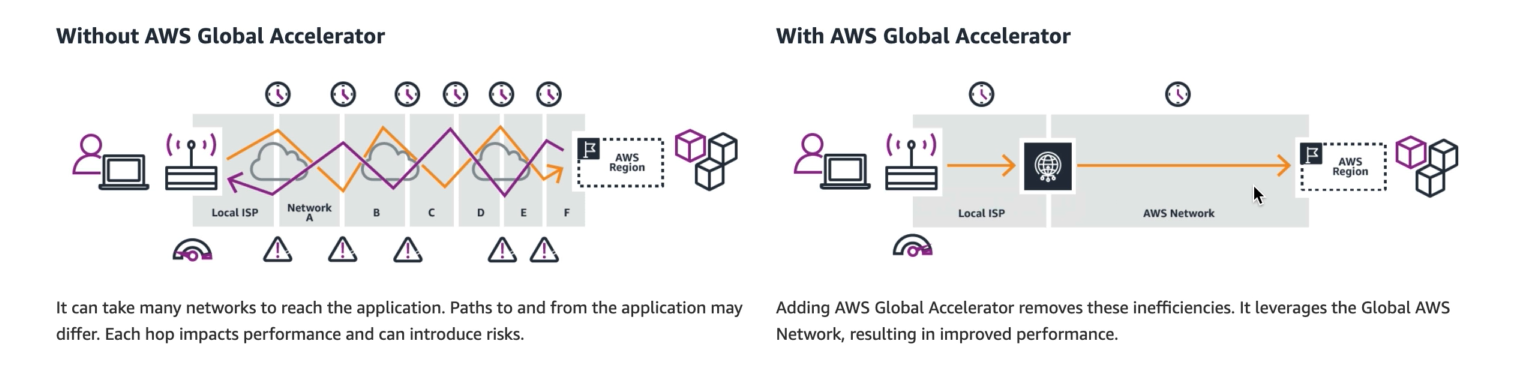 Without AWS Global Accelerator
AWS
Region
Local ISP
Network
A
B
C
D
E
F
It can take many networks to reach the application. Paths to and from the application may
differ. Each hop impacts performance and can introduce risks.
With AWS Global Accelerator
AWS
Region
Local ISP
AWS Network
Adding AWS Global Accelerator removes these inefficiencies. It leverages the Global AWS
Network, resulting in improved performance.